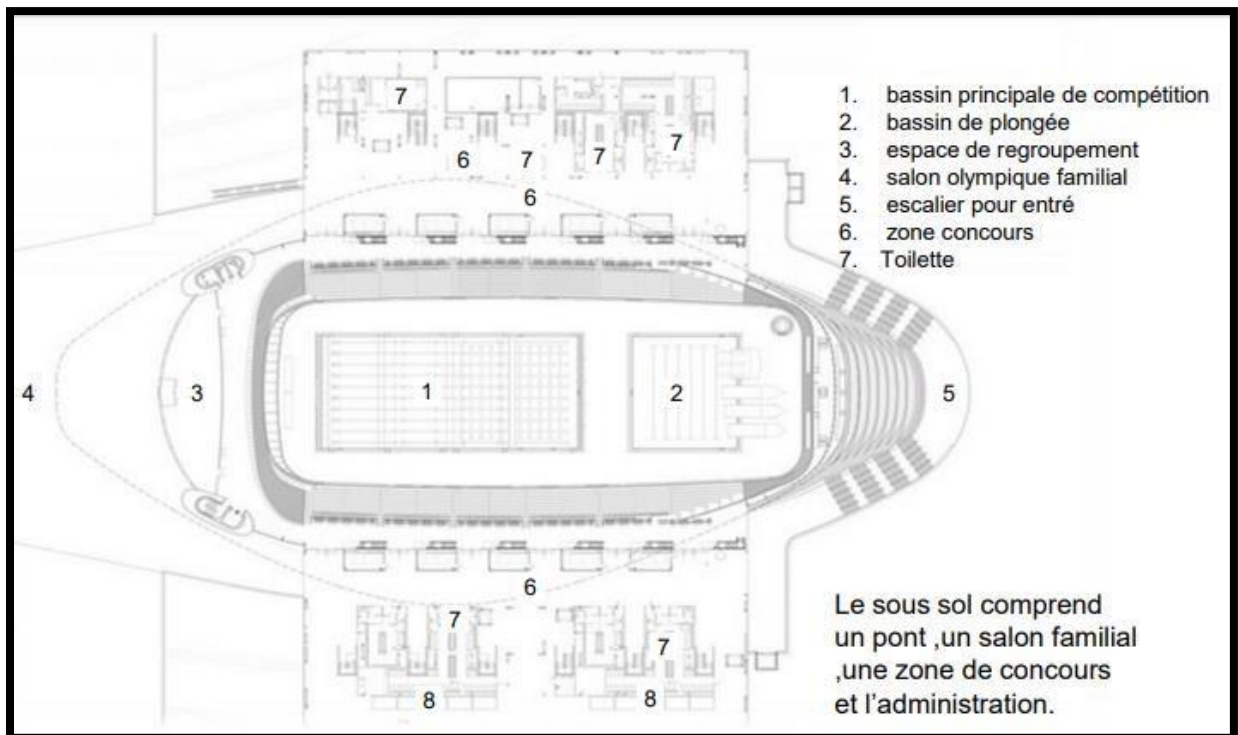 7
6
7
7
7
6
4
3
1
2
5
6
7
7
8
8
1. bassin principale de compétition
2. bassin de plongée
3. espace de regroupement
4. salon olympique familial
5. escalier pour entré
6. zone concours
7. Toilette
Le sous sol comprend
un pont ,un salon familial
,une zone de concours
et l’administration.